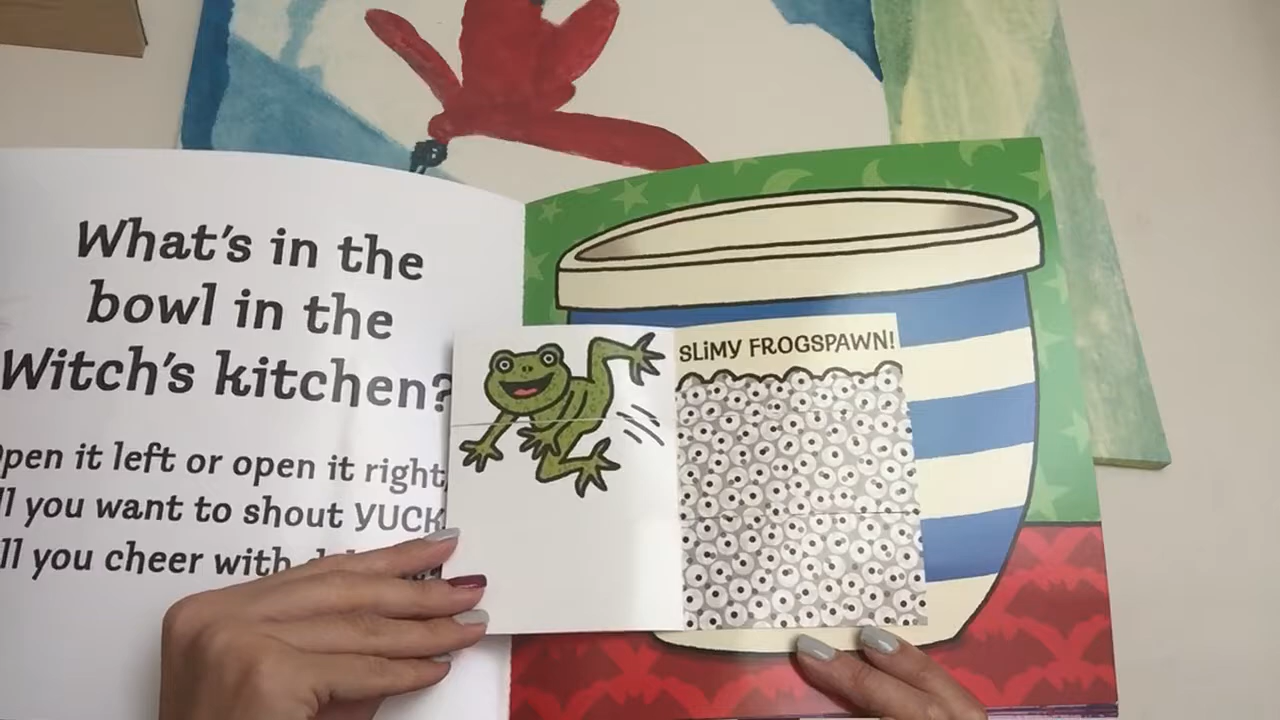 What's in the
bowl in the
Witch's kitchen?
pen it left or open it right,
ll you want to shout YUCK
ll you cheer with
SLiMY FROGSPAWN!